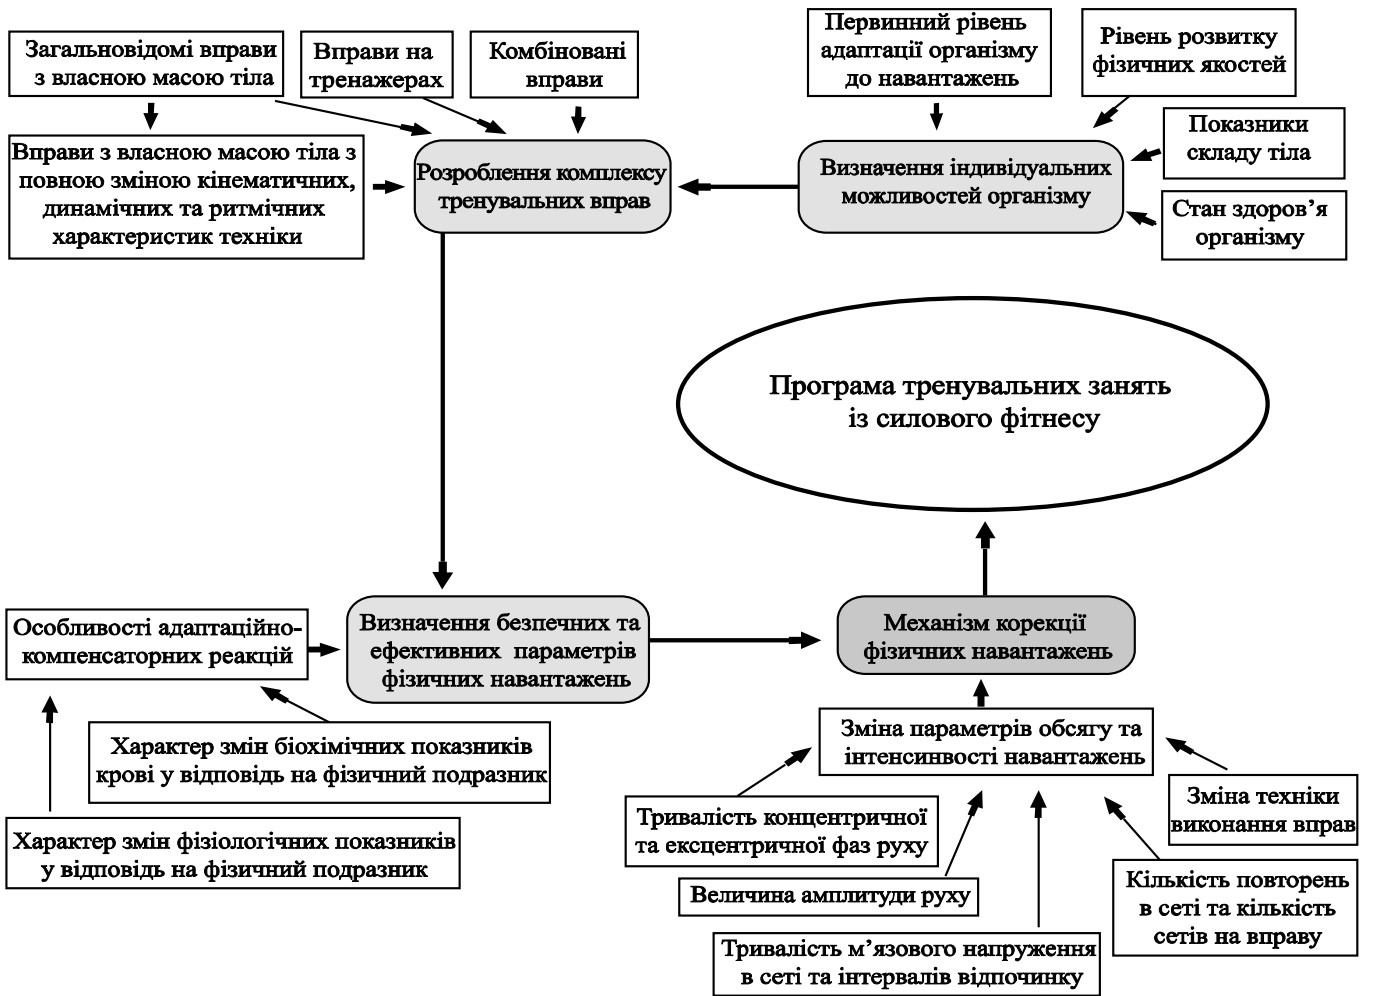 Загальновідомі вправи
з власною масою тіла
Вправи на
тренажерах
Комбіновані
вправи
Первинний рівень
адаптації організму
до навантажень
Рівень розвитку
фізичних якостей
Показники
складу тіла
Стан здоров’я
організму
Вправи з власною масою тіла з
повною зміною кінематичних,
динамічних та ритмічних
характеристик техніки
Розроблення комплексу
тренувальних вправ
Визначення індивідуальних
можливостей організму
Програма тренувальних занять
із силового фітнесу
Особливості адаптаційно-
компенсаторних реакцій
Визначення безпечних та
ефективних параметрів
фізичних навантажень
Механізм корекції
фізичних навантажень
Характер змін біохімічних показників
крові у відповідь на фізичний подразник
Характер змін фізіологічних показників
у відповідь на фізичний подразник
Зміна параметрів обсягу та
інтенсинвості навантажень
Тривалість концентричної
та ексцентричної фаз руху
Величина амплитуди руху
Тривалість м’язового напруження
в сеті та інтервалів відпочинку
Зміна техніки
виконання вправ
Кількість повторень
в сеті та кількість
сетів на вправу